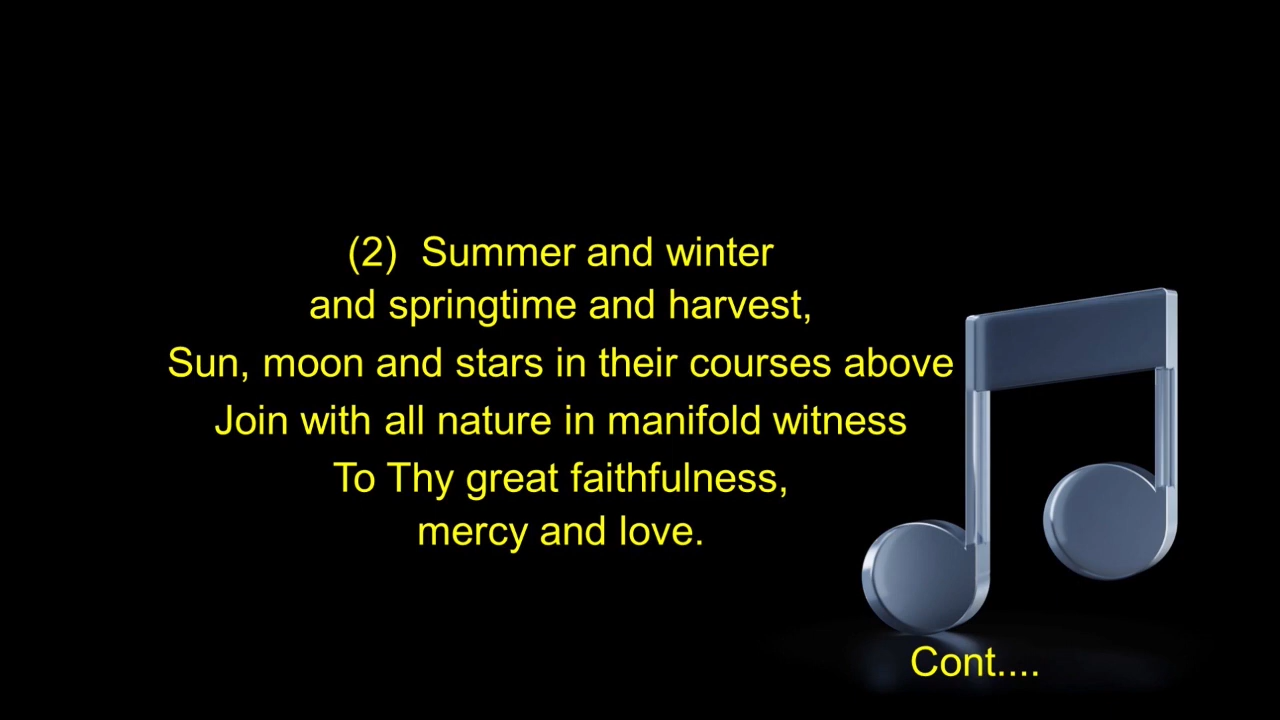 (2)  Summer and winter
and springtime and harvest,
Sun, moon and stars in their courses above
Join with all nature in manifold witness
To Thy great faithfulness,
mercy and love.
Cont....